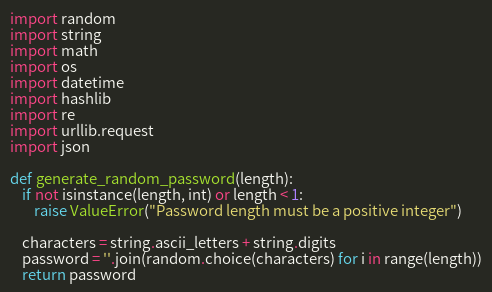 import random
import string
import math
import os
import datetime
import hashlib
import re
import urllib.request
import json

def generate_random_password(length):
    if not isinstance(length, int) or length < 1:
        raise ValueError("Password length must be a positive integer")

    characters = string.ascii_letters + string.digits
    password = ''.join(random.choice(characters) for i in range(length))
    return password